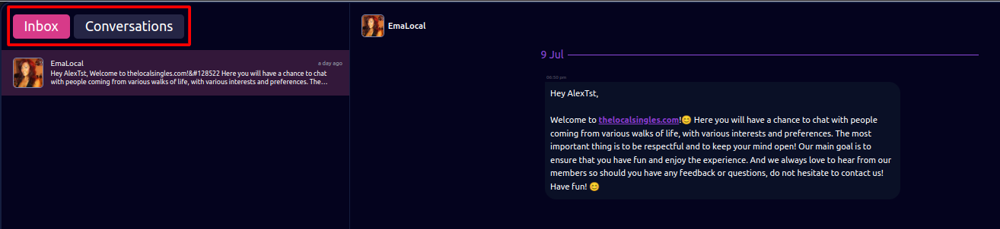 Inbox
Conversations
EmaLocal
a day ago
Hey AlexTst, Welcome to thelocalsingles.com!&#128522 Here you will have a chance to chat
with people coming from various walks of life, with various interests and preferences. The...
EmaLocal
9 Jul
06:50 pm
Hey AlexTst,
Welcome to thelocalsingles.com!😊 Here you will have a chance to chat with people
coming from various walks of life, with various interests and preferences. The most
important thing is to be respectful and to keep your mind open! Our main goal is to
ensure that you have fun and enjoy the experience. And we always love to hear from our
members so should you have any feedback or questions, do not hesitate to contact us!
Have fun! 😊